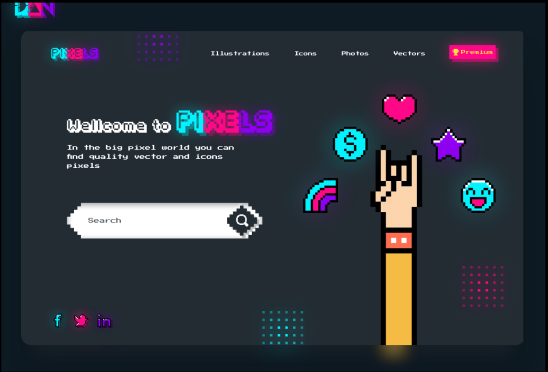 PIXELS
Illustrations
Icons
Photos
Vectors
Premium
Wellcome to PIXELS
In the big pixel world you can
find quality vector and icons
pixels
Search
f
in